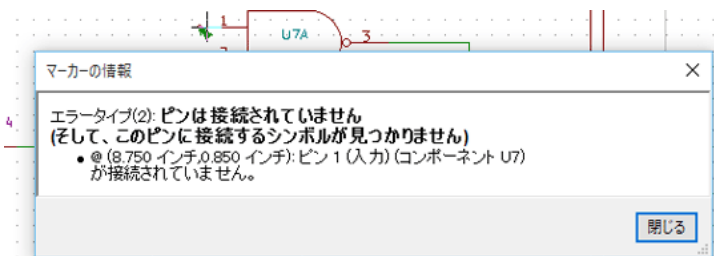 1
U7A
3
マーカーの情報
4
エラータイプ(2): ピンは接続されていません
(そして、このピンに接続するシンボルが見つかりません)
• @ (8.750 インチ,0.850 インチ): ピン 1 (入力) (コンポーネント U7)
が接続されていません。
閉じる